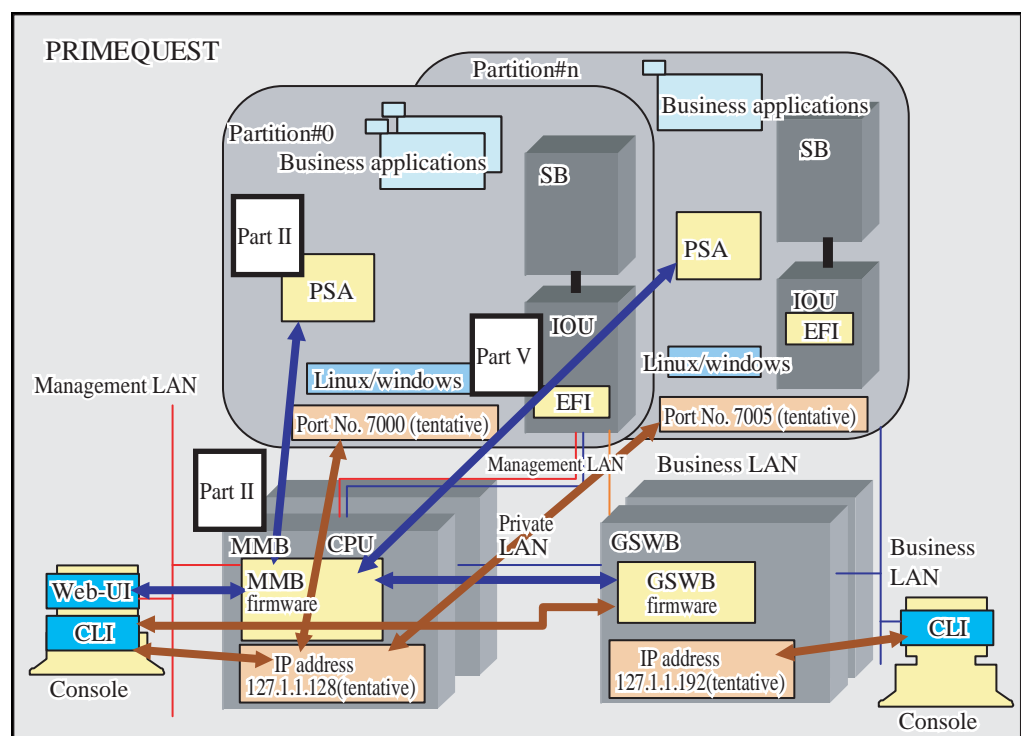 PRIMEQUEST
Partition#n
Business applications
SB
PSA
IOU
EFI
Linux/windows
Port No. 7005 (tentative)
Partition#0
Business applications
SB
Part II
PSA
IOU
Part V
Linux/windows
EFI
Port No. 7000 (tentative)
Management LAN
Management LAN
Business LAN
Part II
Private
LAN
MMB
CPU
MMB
firmware
IP address
127.1.1.128(tentative)
GSWB
GSWB
firmware
IP address
127.1.1.192(tentative)
Business
LAN
Web-UI
CLI
Console
CLI
Console